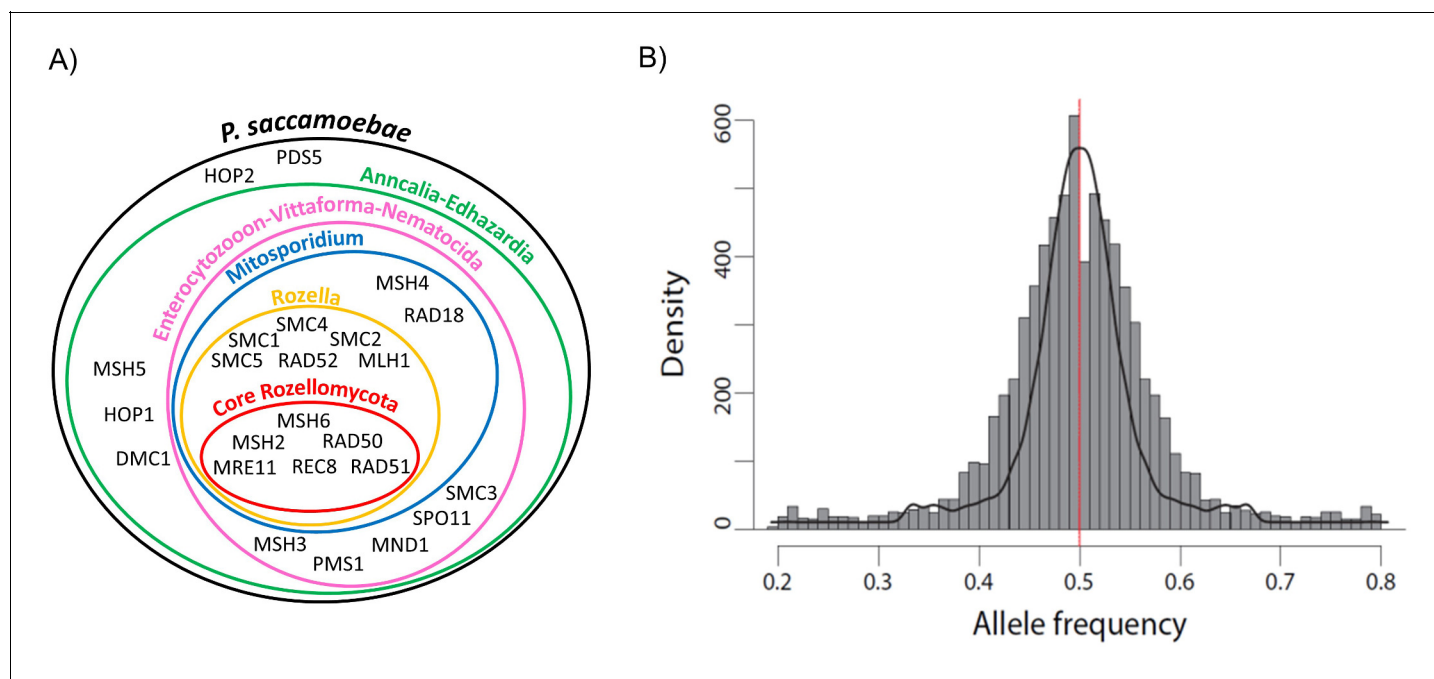 A)
P. saccamoebae
PDS5
HOP2
Anncalia-Edhazardia
Enterocytozooon-Vittaforma-Nematocida
Mitosporidium
MSH4
RAD18
Rozella
SMC4
SMC1 SMC2
SMC5 RAD52 MLH1
MSH5
HOP1
DMC1
Core Rozellomycota
MSH6
MSH2 RAD50
MRE11 REC8 RAD51
SMC3
SPO11
MSH3 MND1
PMS1
B)
Density
600
400
200
0
0.2 0.3 0.4 0.5 0.6 0.7 0.8
Allele frequency